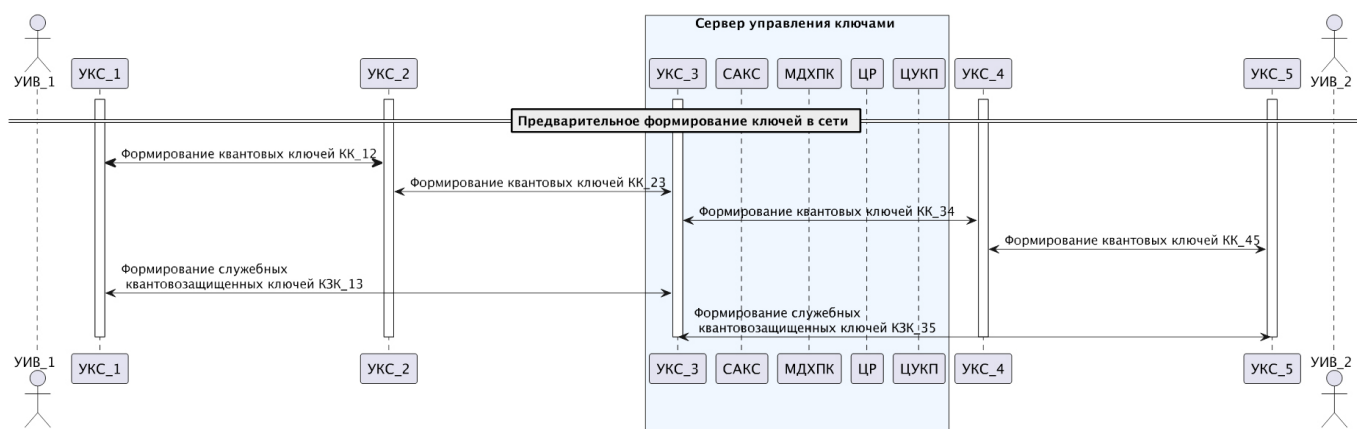 Сервер управления ключами
УИВ_1
УКС_1
УКС_2
УКС_3
САКС
МДХПК
ЦР
ЦУКП
УКС_4
УКС_5
УИВ_2
Предварительное формирование ключей в сети
Формирование квантовых ключей КК_12
Формирование квантовых ключей КК_23
Формирование квантовых ключей КК_34
Формирование квантовых ключей КК_45
Формирование служебных
квантовозащищенных ключей КЗК_13
Формирование служебных
квантовозащищенных ключей КЗК_35
УИВ_1
УКС_1
УКС_2
УКС_3
САКС
МДХПК
ЦР
ЦУКП
УКС_4
УКС_5
УИВ_2